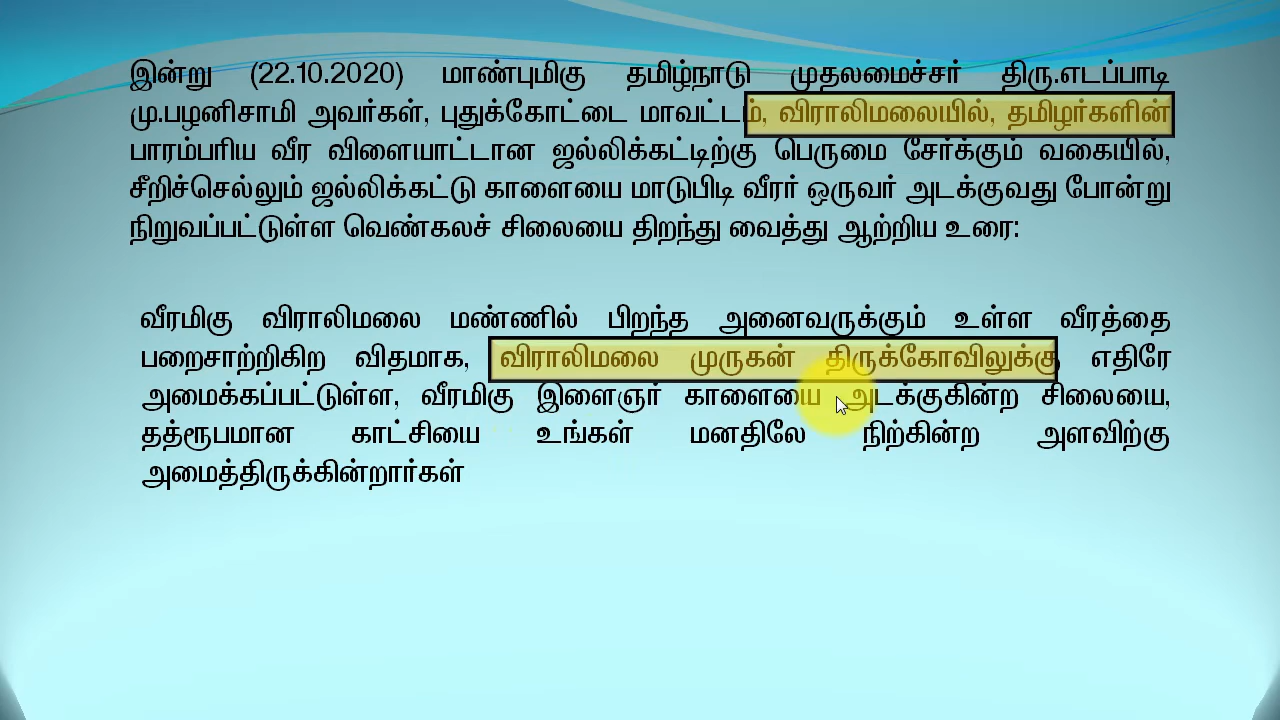 இன்று (22.10.2020) மாண்புமிகு தமிழ்நாடு முதலமைச்சர் திரு.எடப்பாடி
மு.பழனிசாமி அவர்கள், புதுக்கோட்டை மாவட்டம், விராலிமலையில், தமிழர்களின்
பாரம்பரிய வீர விளையாட்டான ஜல்லிக்கட்டிற்கு பெருமை சேர்க்கும் வகையில்,
சீறிச்செல்லும் ஜல்லிக்கட்டு காளையை மாடுபிடி வீரர் ஒருவர் அடக்குவது போன்று
நிறுவப்பட்டுள்ள வெண்கலச் சிலையை திறந்து வைத்து ஆற்றிய உரை:
வீரமிகு விராலிமலை மண்ணில் பிறந்த அனைவருக்கும் உள்ள வீரத்தை
பறைசாற்றிகிற விதமாக, விராலிமலை முருகன் திருக்கோவிலுக்கு எதிரே
அமைக்கப்பட்டுள்ள, வீரமிகு இளைஞர் காளையை அடக்குகின்ற சிலையை,
தத்ரூபமான காட்சியை உங்கள் மனதிலே நிற்கின்ற அளவிற்கு
அமைத்திருக்கின்றார்கள்